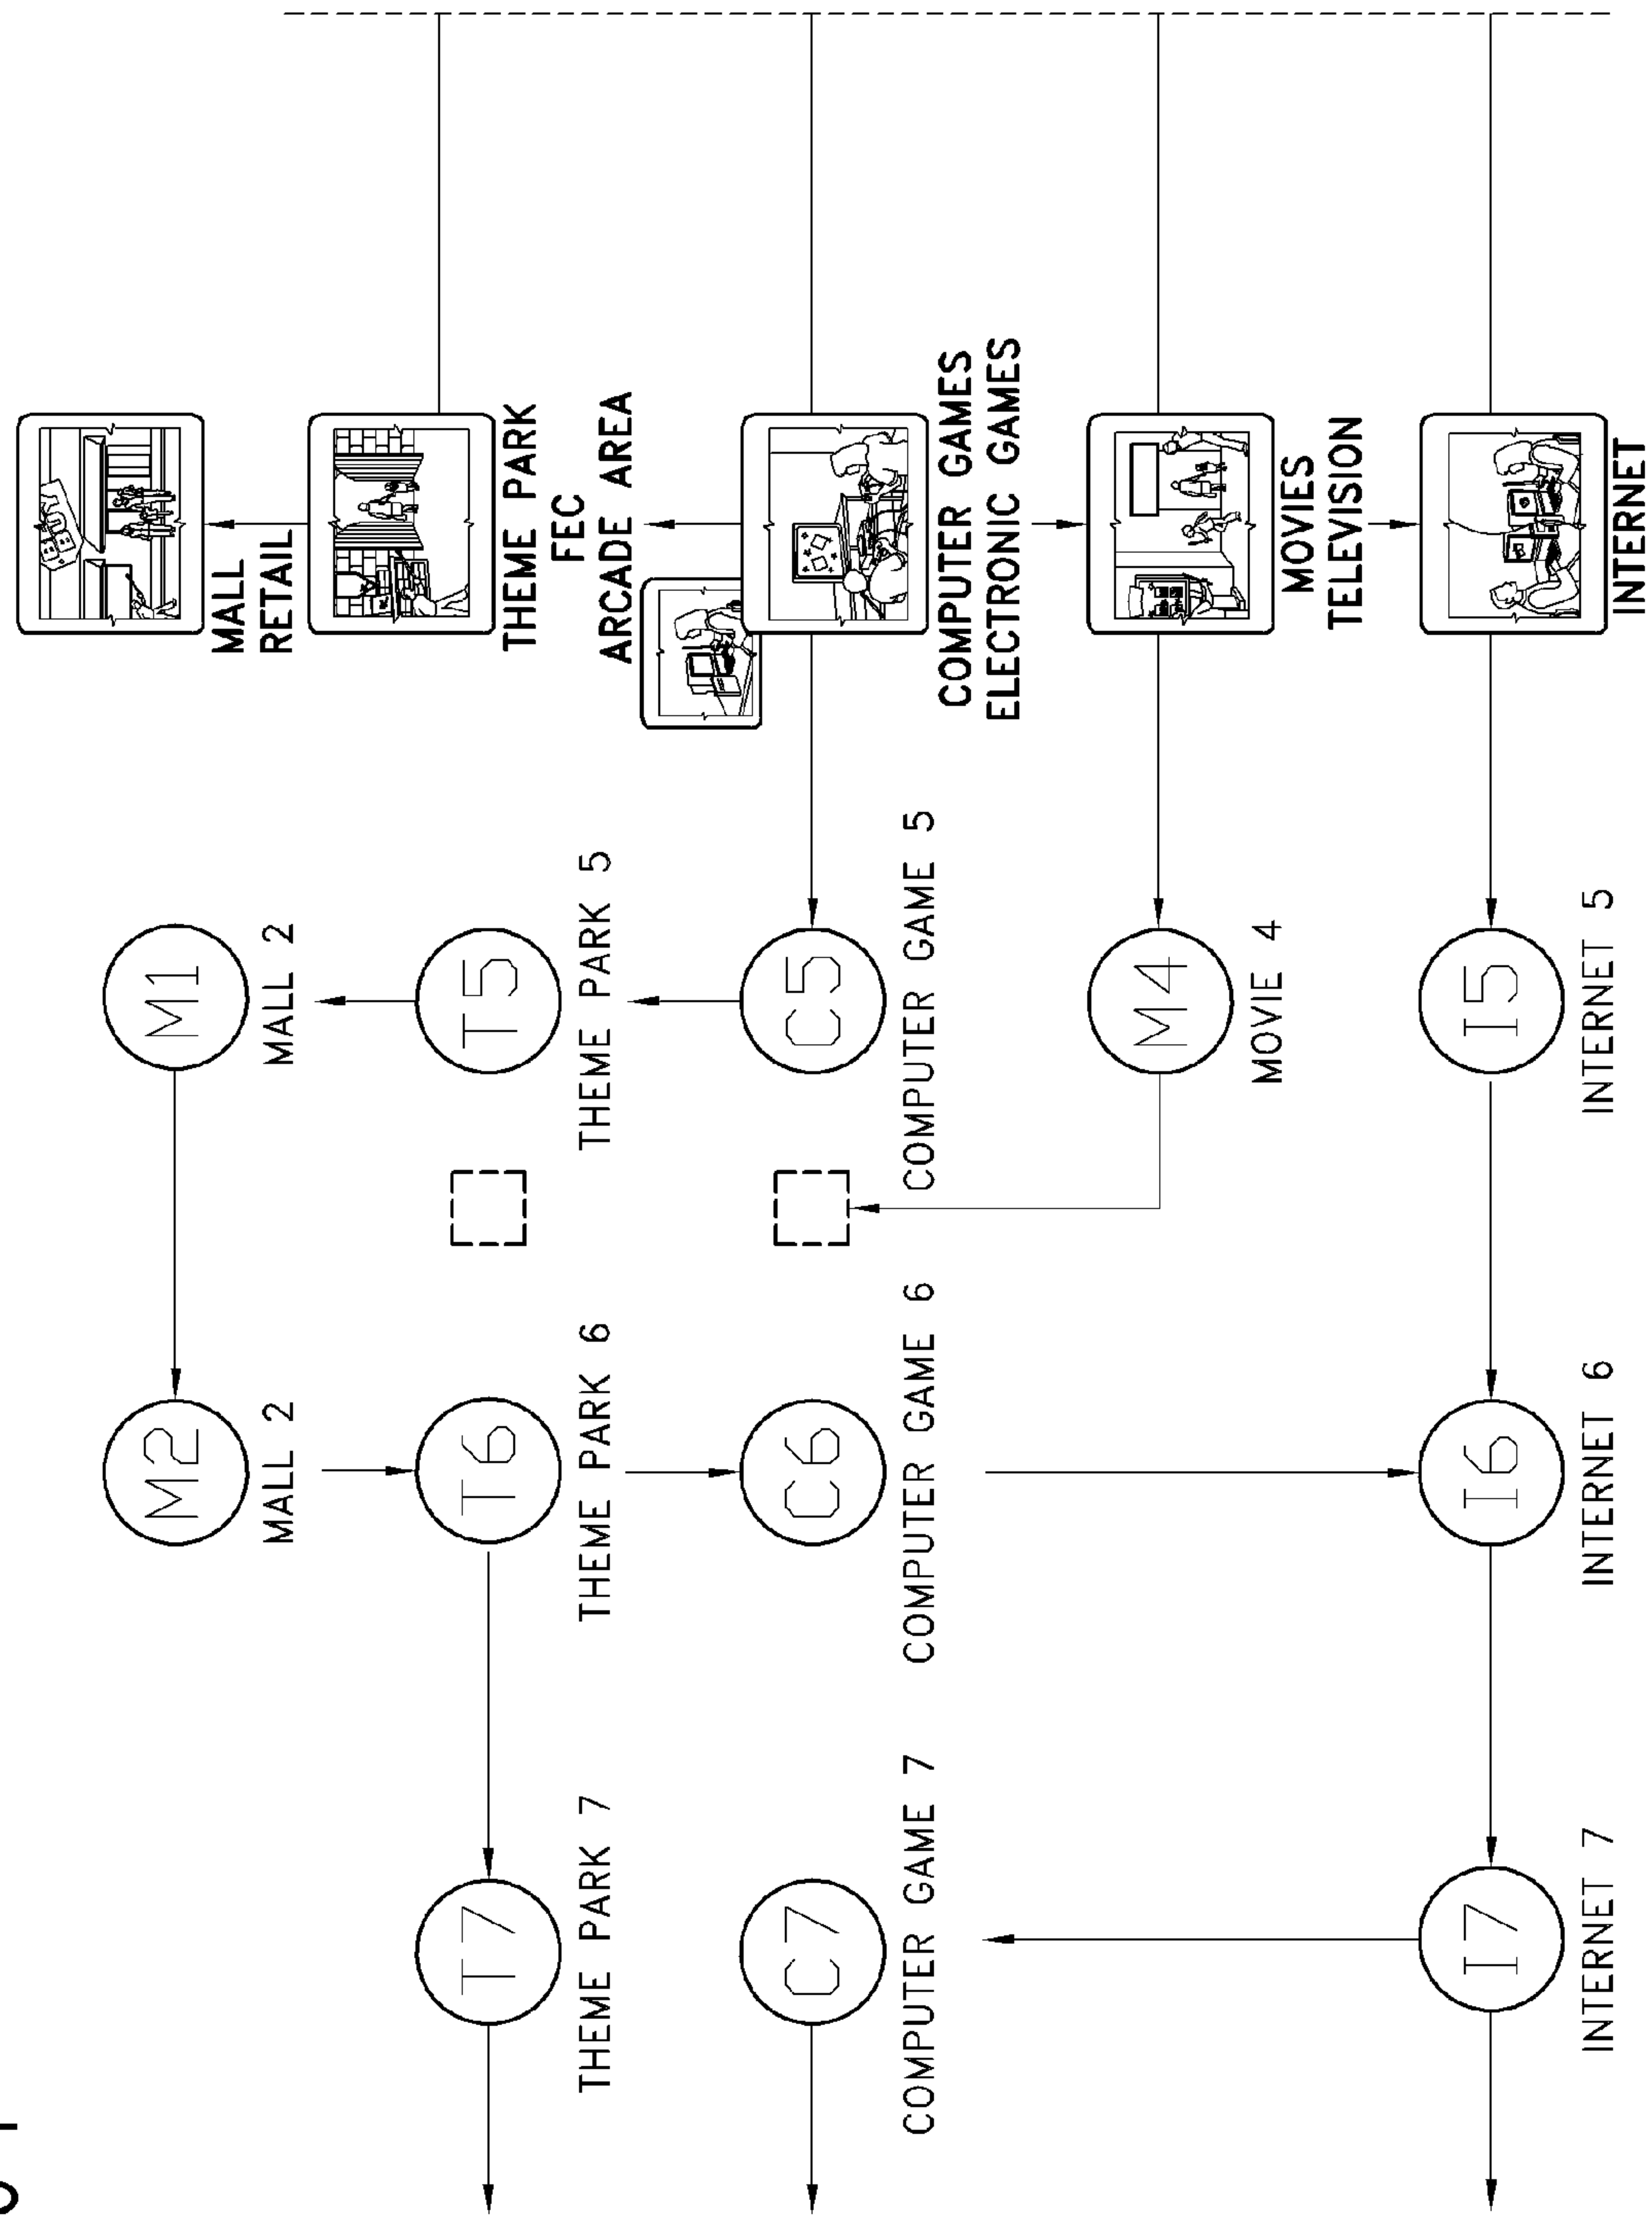 M2
MALL 2
M1
MALL 2
MALL
RETAIL
T7
THEME PARK 7
T6
THEME PARK 6
T5
THEME PARK 5
THEME PARK
FEC
ARCADE AREA
C7
COMPUTER GAME 7
C6
COMPUTER GAME 6
C5
COMPUTER GAME 5
COMPUTER GAMES
ELECTRONIC GAMES
M4
MOVIE 4
MOVIES
TELEVISION
I7
INTERNET 7
I6
INTERNET 6
I5
INTERNET 5
INTERNET